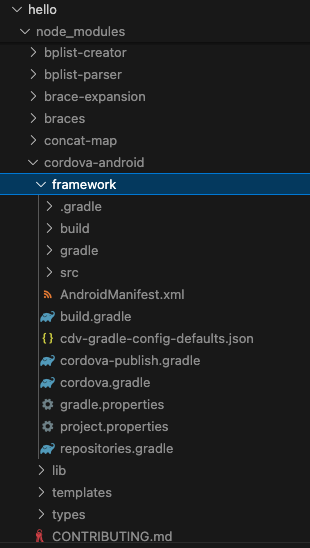 hello
node_modules
bplist-creator
bplist-parser
brace-expansion
braces
concat-map
cordova-android
framework
.gradle
build
gradle
src
AndroidManifest.xml
build.gradle
{} cdv-gradle-config-defaults.json
cordova-publish.gradle
cordova.gradle
gradle.properties
project.properties
repositories.gradle
lib
templates
types
CONTRIBUTING.md